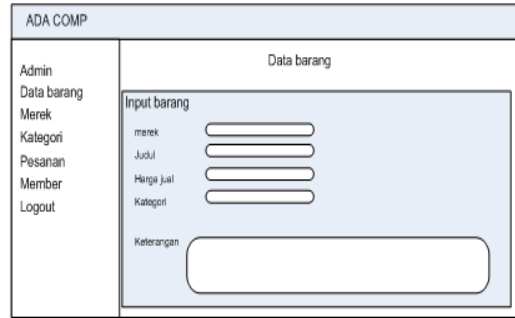 ADA COMP
Admin
Data barang
Merek
Kategori
Pesanan
Member
Logout
Data barang
Input barang
merek
Judul
Harga jual
Kategori
Keterangan